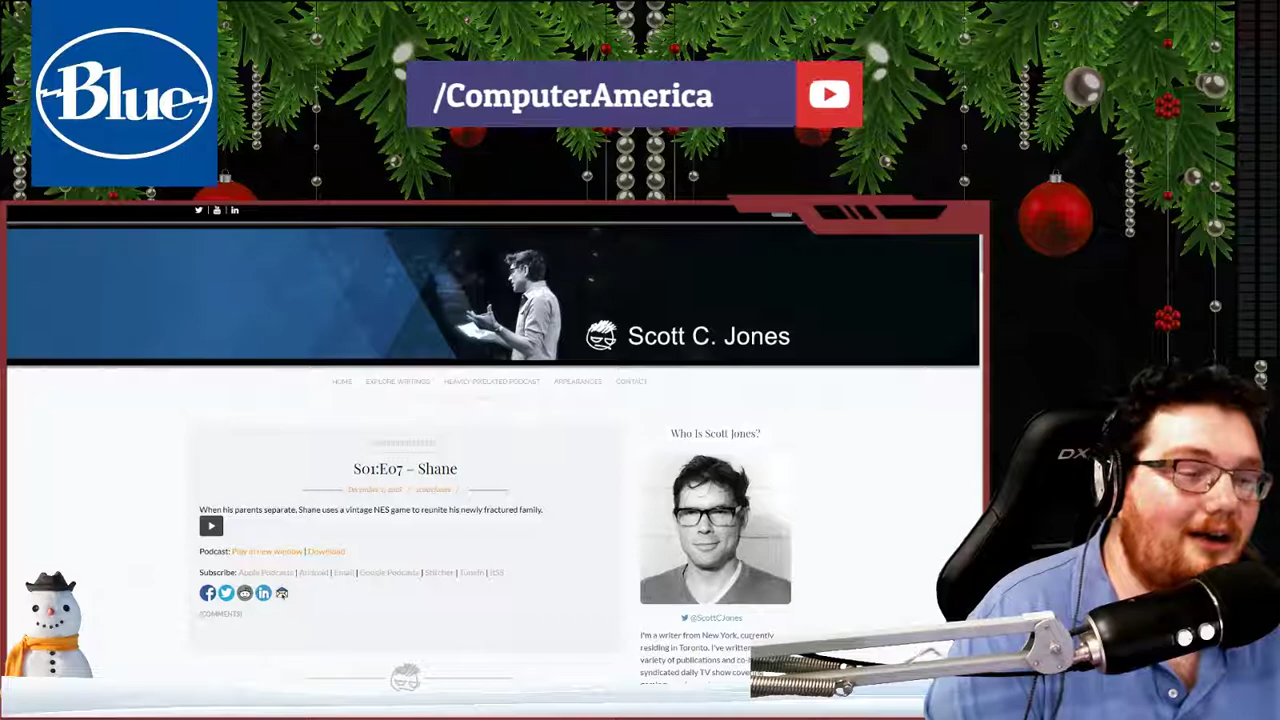 Blue
/ComputerAmerica
Scott C. Jones
HOME EXPLORE WRITINGS HEAVILY PIXELATED PODCAST APPEARANCES CONTACT
S01:E07 – Shane
When his parents separate, Shane uses a vintage NES game to reunite his newly fractured family.
Podcast: Play in new window | Download
Subscribe: Apple Podcasts | Android | Email | Google Podcasts | Stitcher | TuneIn | RSS
(COMMENTS)
Who Is Scott Jones?
@ScottCJones
I'm a writer from New York, currently
residing in Toronto. I've written
variety of publications and co-
syndicated daily TV show
DX